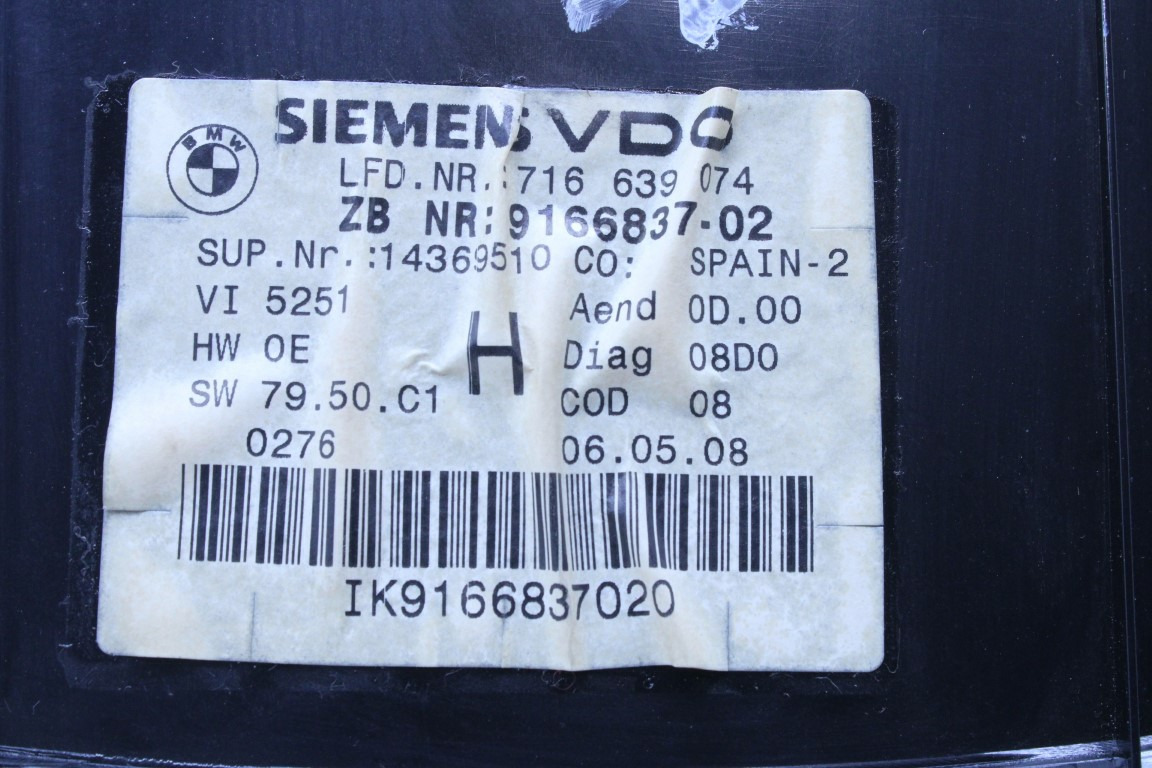 BMW
SIEMENS VDO
LFD.NR.:716 639 074
ZB NR:9166837-02
SUP.Nr.:14369510 CO: SPAIN-2
VI 5251 Aend 0D.00
HW 0E H Diag 08D0
SW 79.50.C1 COD 08
0276 06.05.08
IK9166837020